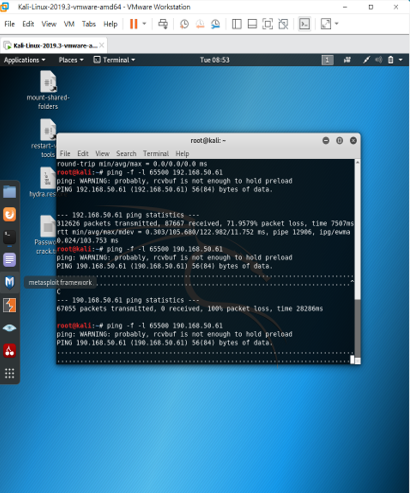 Kali-Linux-2019.3-vmware-amd64 - VMware Workstation
File Edit View VM Tabs Help
Kali-Linux-2019.3-vmware-a...
Applications Places Terminal Tue 08:53 1
mount-shared-
folders
restart-
tools
hydra.res
Passwo
crack.t
metasploit framework
root@kali: ~
File Edit View Search Terminal Help
round-trip min/avg/max = 0.0/0.0/0.0 ms
root@kali:~# ping -f -l 65500 192.168.50.61
ping: WARNING: probably, rcvbuf is not enough to hold preload
PING 192.168.50.61 (192.168.50.61) 56(84) bytes of data.
--- 192.168.50.61 ping statistics ---
312626 packets transmitted, 87667 received, 71.9579% packet loss, time 7507ms
rtt min/avg/max/mdev = 0.303/105.680/122.982/11.752 ms, pipe 12906, ipg/ewma
0.024/103.753 ms
root@kali:~# ping -f -l 65500 190.168.50.61
ping: WARNING: probably, rcvbuf is not enough to hold preload
PING 190.168.50.61 (190.168.50.61) 56(84) bytes of data.
^
C
--- 190.168.50.61 ping statistics ---
67055 packets transmitted, 0 received, 100% packet loss, time 28286ms
root@kali:~# ping -f -l 65500 190.168.50.61
ping: WARNING: probably, rcvbuf is not enough to hold preload
PING 190.168.50.61 (190.168.50.61) 56(84) bytes of data.